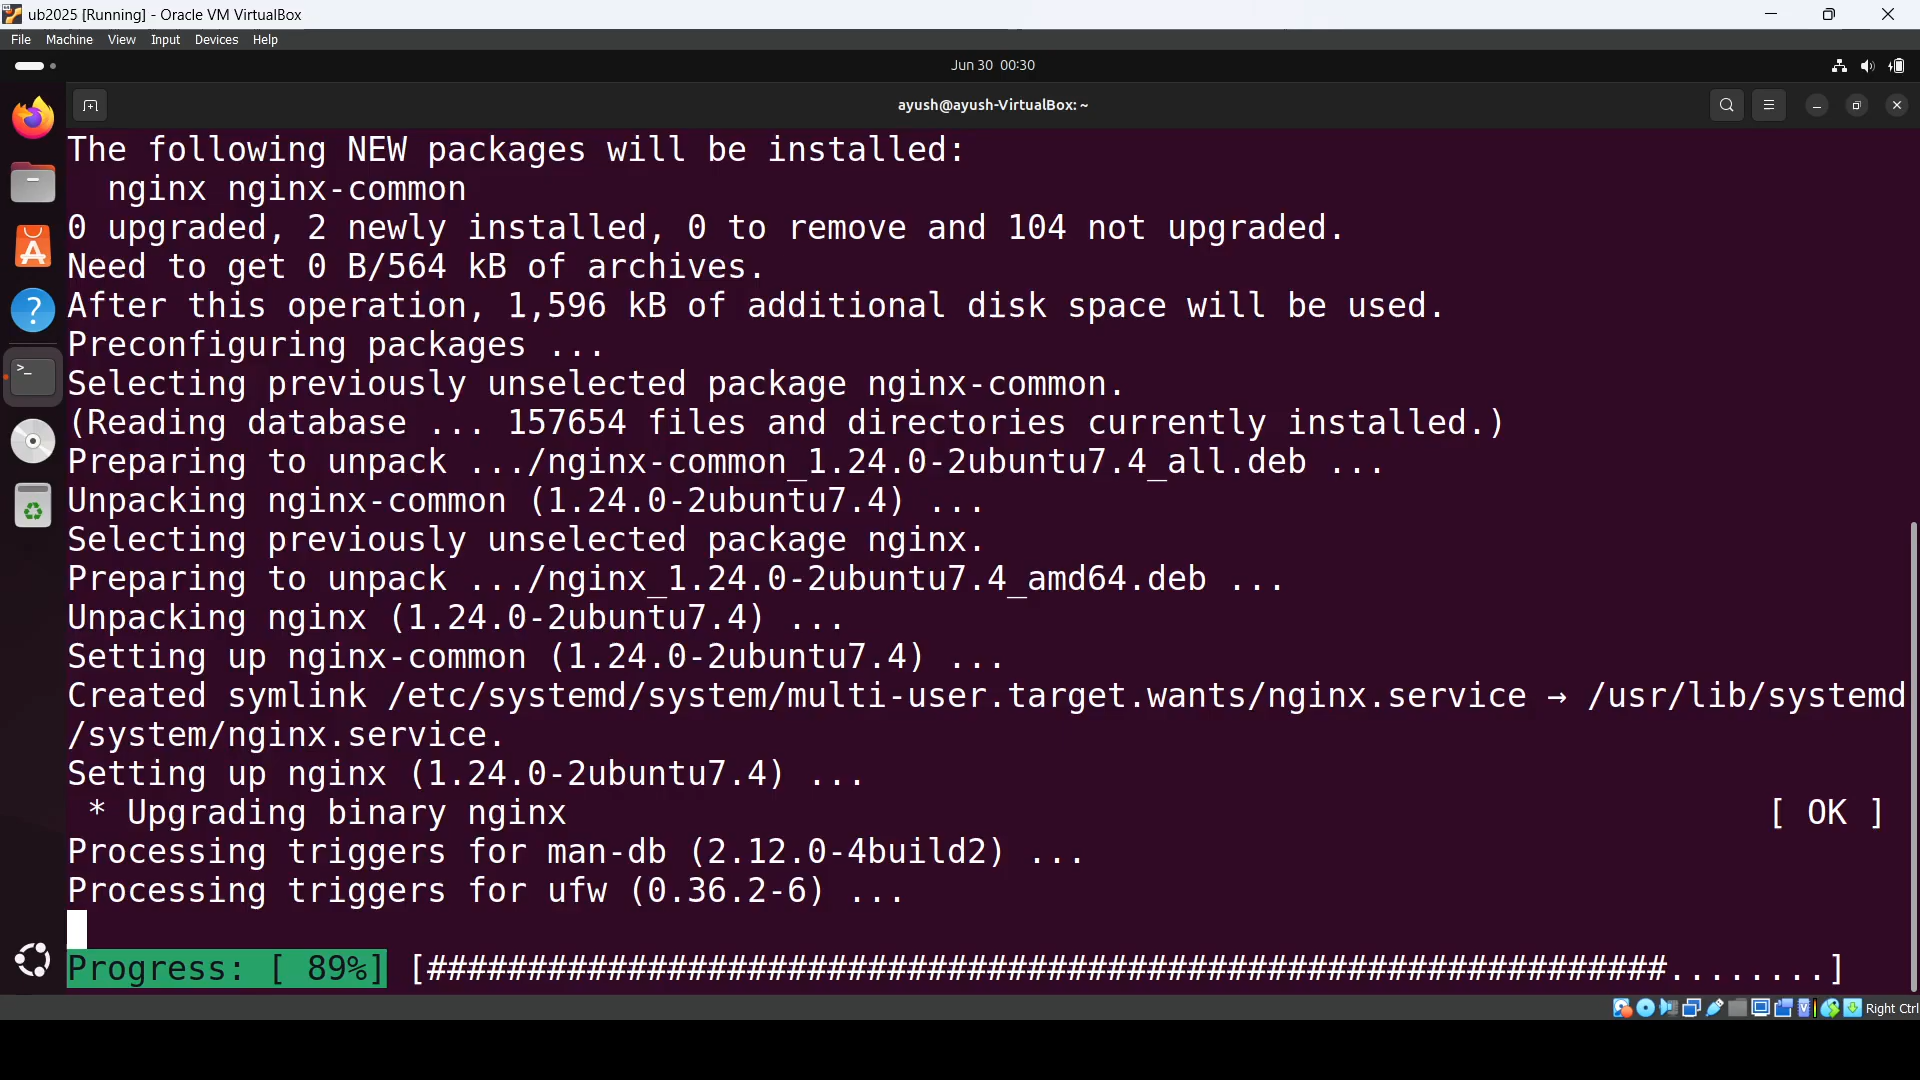 ub2025 [Running] - Oracle VM VirtualBox
File Machine View Input Devices Help
Jun 30 00:30
ayush@ayush-VirtualBox: ~
The following NEW packages will be installed:
  nginx nginx-common
0 upgraded, 2 newly installed, 0 to remove and 104 not upgraded.
Need to get 0 B/564 kB of archives.
After this operation, 1,596 kB of additional disk space will be used.
Preconfiguring packages ...
Selecting previously unselected package nginx-common.
(Reading database ... 157654 files and directories currently installed.)
Preparing to unpack .../nginx-common_1.24.0-2ubuntu7.4_all.deb ...
Unpacking nginx-common (1.24.0-2ubuntu7.4) ...
Selecting previously unselected package nginx.
Preparing to unpack .../nginx_1.24.0-2ubuntu7.4_amd64.deb ...
Unpacking nginx (1.24.0-2ubuntu7.4) ...
Setting up nginx-common (1.24.0-2ubuntu7.4) ...
Created symlink /etc/systemd/system/multi-user.target.wants/nginx.service → /usr/lib/systemd
/system/nginx.service.
Setting up nginx (1.24.0-2ubuntu7.4) ...
 * Upgrading binary nginx [ OK ]
Processing triggers for man-db (2.12.0-4build2) ...
Processing triggers for ufw (0.36.2-6) ...
Progress: [ 89%] [##############################################################........]
Right Ctrl